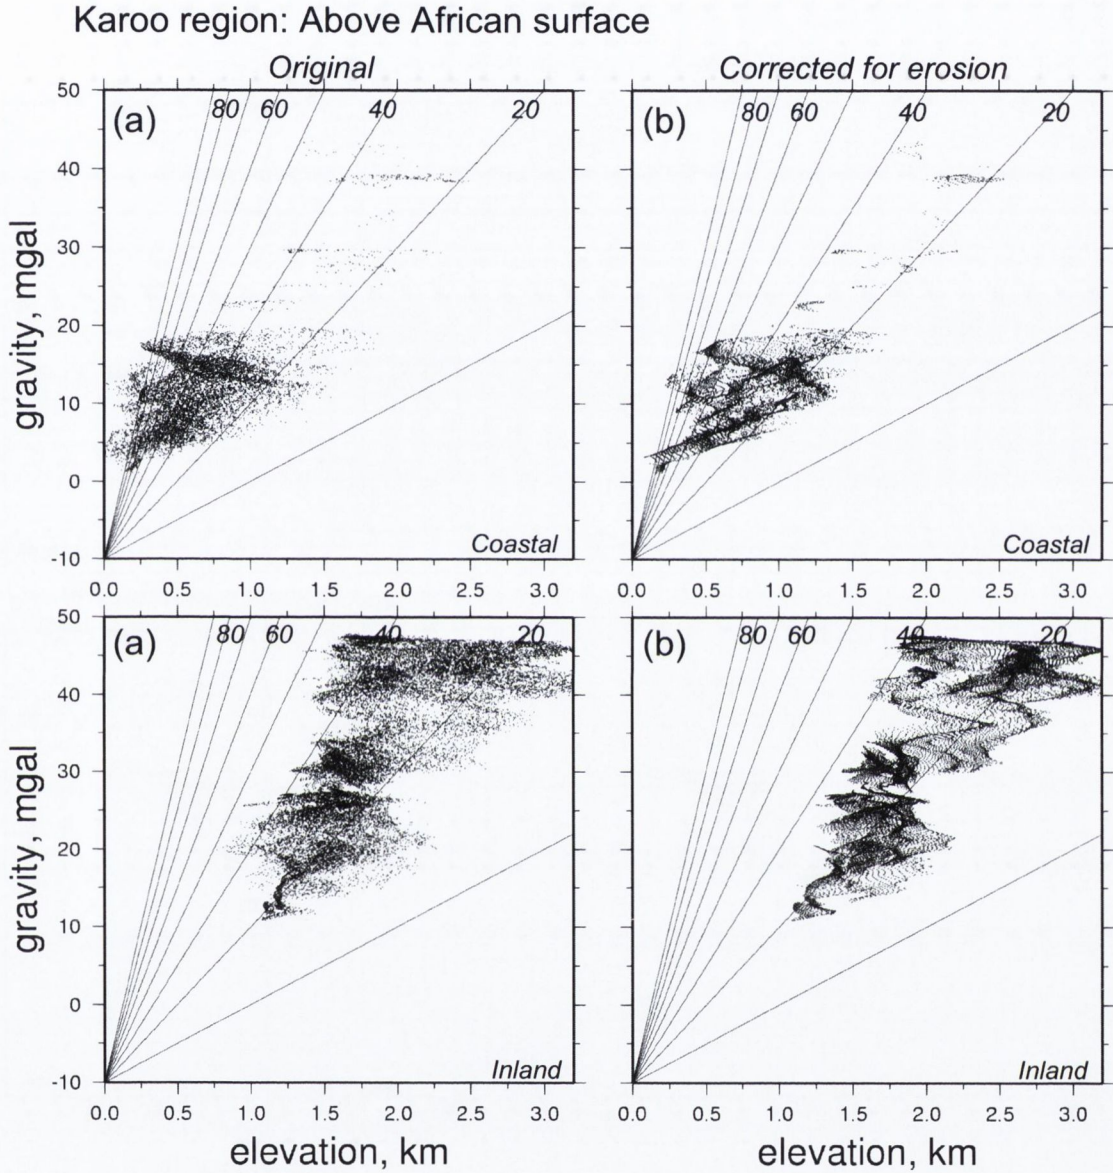 Karoo region: Above African surface
Original
Corrected for erosion
(a)
80 60 40 20
50
40
30
20
10
0
-10
gravity, mgal
Coastal
0.0 0.5 1.0 1.5 2.0 2.5 3.0
(b)
80 60 40 20
Coastal
0.0 0.5 1.0 1.5 2.0 2.5 3.0
(a)
80 60 40 20
50
40
30
20
10
0
-10
gravity, mgal
Inland
0.0 0.5 1.0 1.5 2.0 2.5 3.0
elevation, km
(b)
80 60 40 20
Inland
0.0 0.5 1.0 1.5 2.0 2.5 3.0
elevation, km